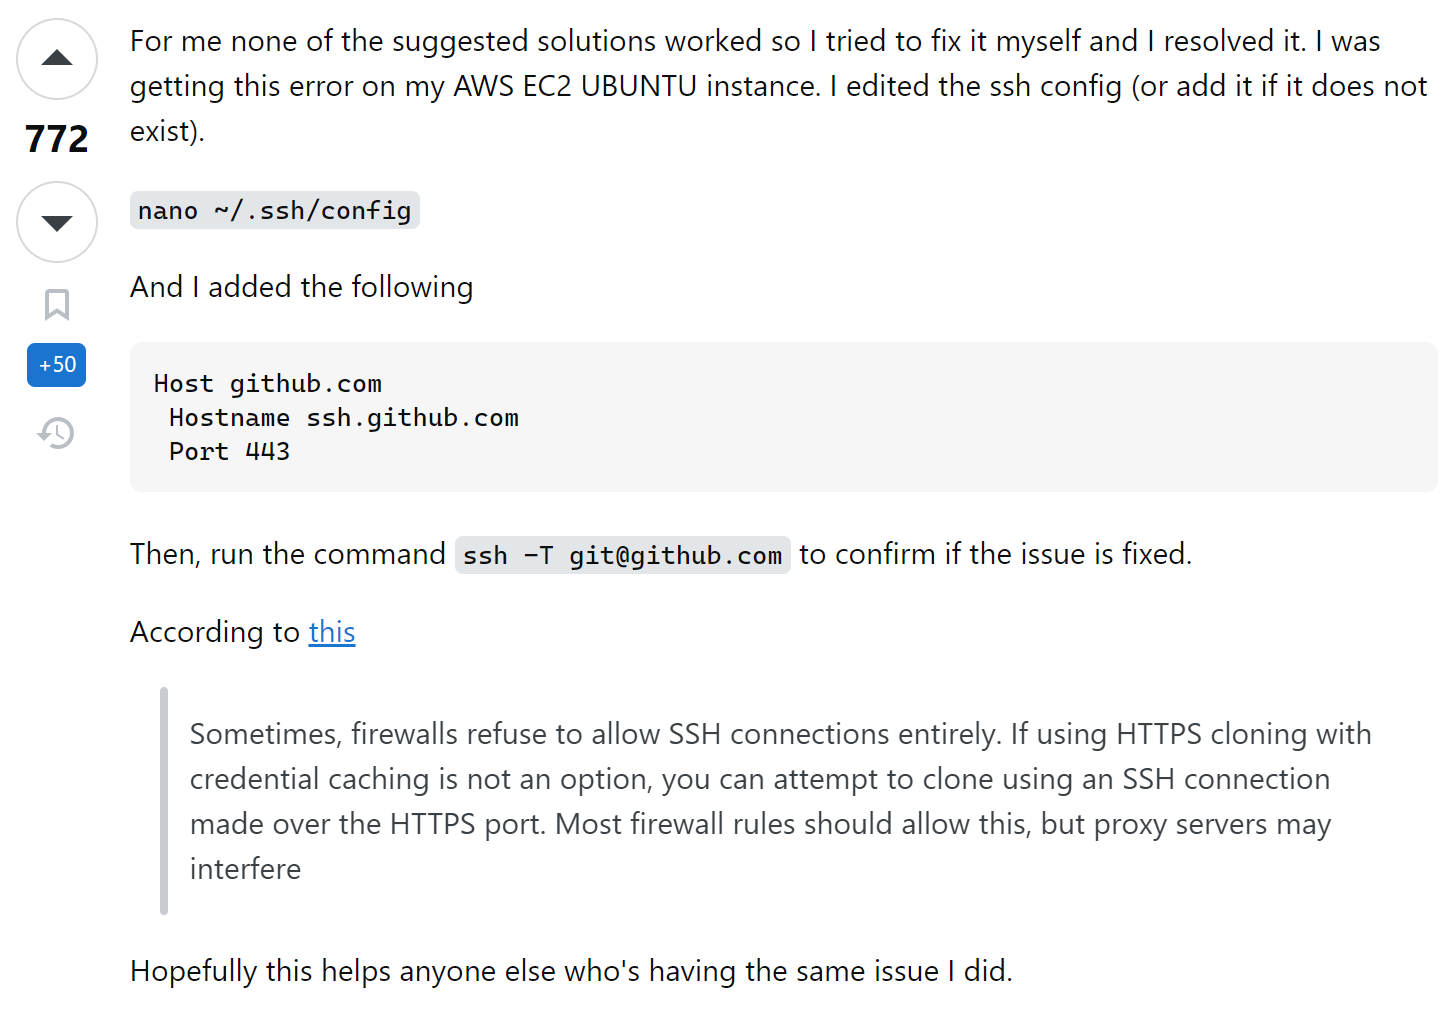 For me none of the suggested solutions worked so I tried to fix it myself and I resolved it. I was
getting this error on my AWS EC2 UBUNTU instance. I edited the ssh config (or add it if it does not
exist).
772
nano ~/.ssh/config
And I added the following
+50
Host github.com
 Hostname ssh.github.com
 Port 443
Then, run the command ssh -T git@github.com to confirm if the issue is fixed.
According to this
Sometimes, firewalls refuse to allow SSH connections entirely. If using HTTPS cloning with
credential caching is not an option, you can attempt to clone using an SSH connection
made over the HTTPS port. Most firewall rules should allow this, but proxy servers may
interfere
Hopefully this helps anyone else who's having the same issue I did.